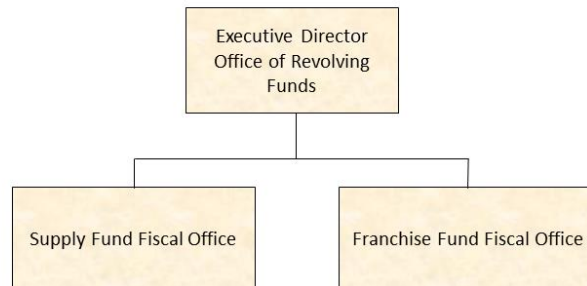 Executive Director
Office of Revolving
Funds
Supply Fund Fiscal Office
Franchise Fund Fiscal Office